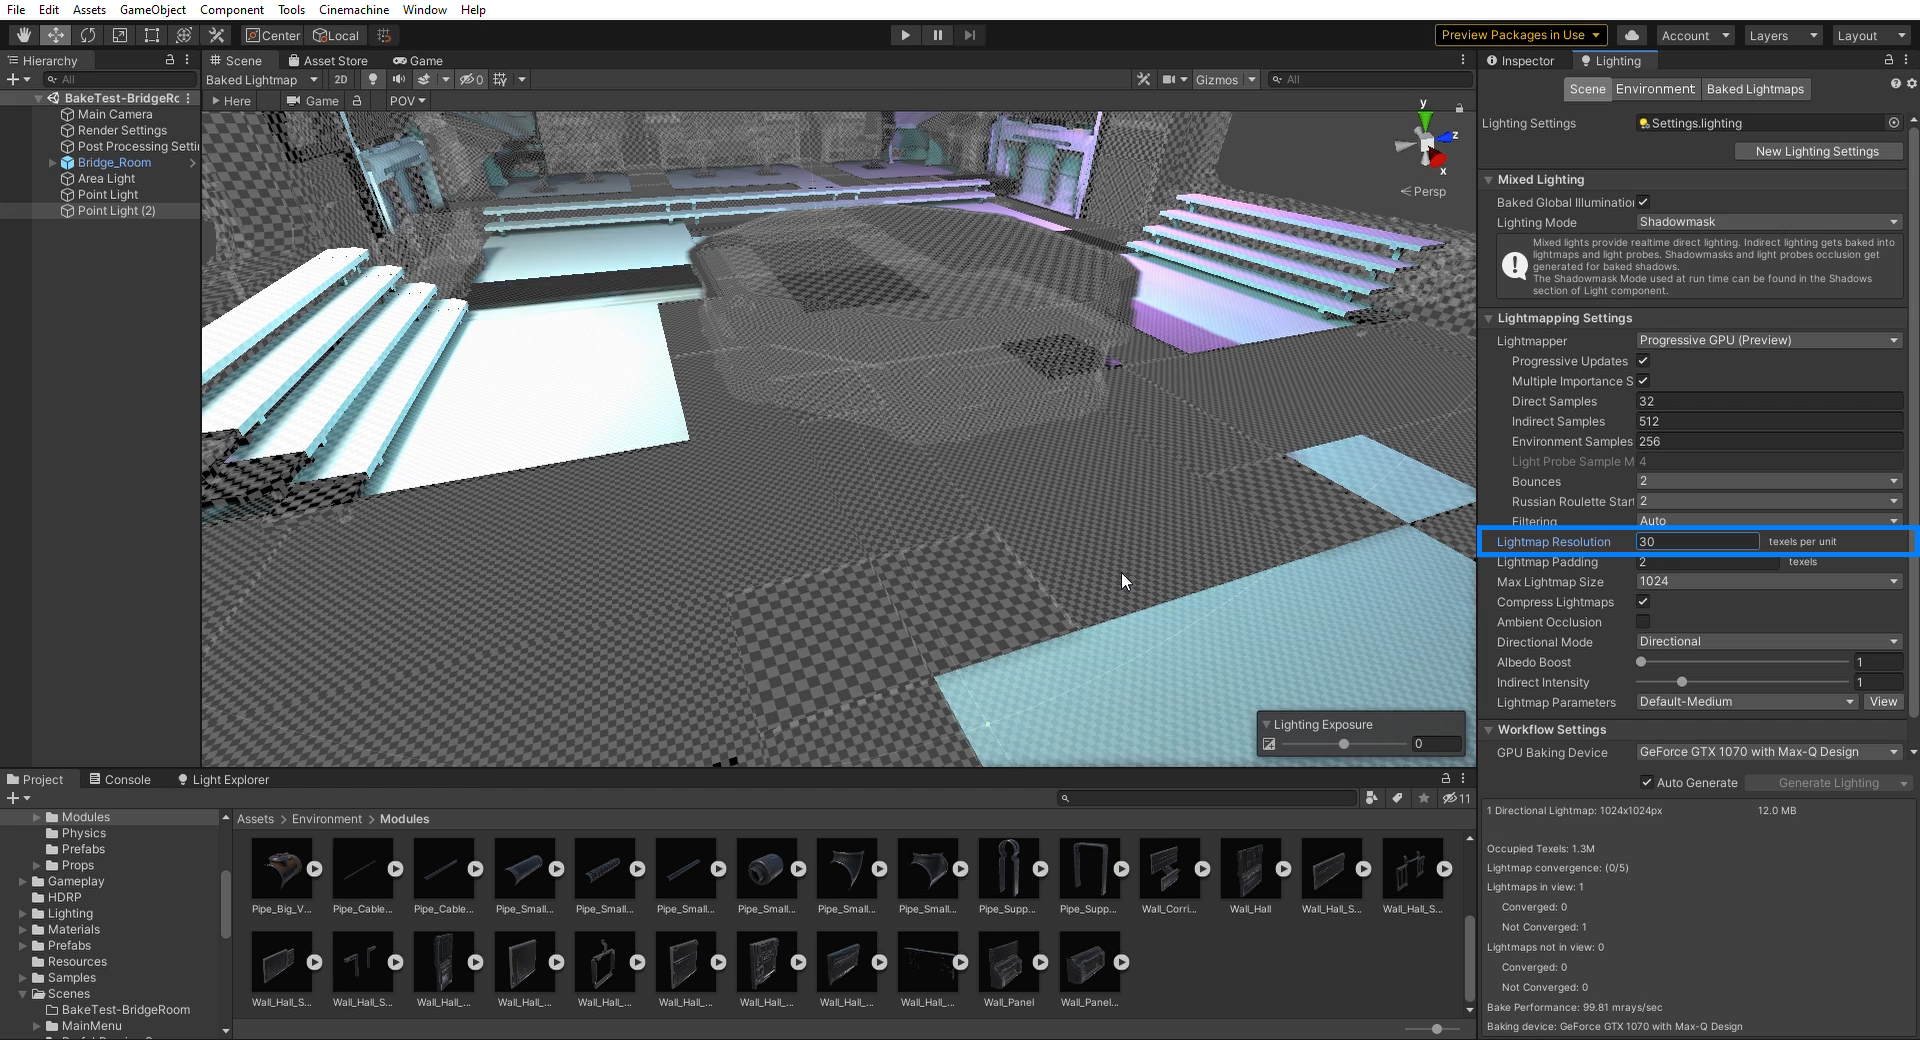 File Edit Assets GameObject Component Tools Cinemachine Window Help
Center Local Preview Packages in Use Account Layers Layout
Hierarchy
All
BakeTest-BridgeRc
Main Camera
Render Settings
Post Processing Setti
Bridge_Room
Area Light
Point Light
Point Light (2)
Scene Asset Store Game
Baked Lightmap 2D 0 Gizmos All
Here Game POV
y
z
x
Persp
Lighting Exposure
0
Inspector Lighting
Scene Environment Baked Lightmaps
Lighting Settings Settings.lighting
New Lighting Settings
Mixed Lighting
Baked Global Illumination
Lighting Mode Shadowmask
Mixed lights provide realtime direct lighting. Indirect lighting gets baked into
lightmaps and light probes. Shadowmasks and light probes occlusion get
generated for baked shadows.
The Shadowmask Mode used at run time can be found in the Shadows
section of Light component.
Lightmapping Settings
Lightmapper Progressive GPU (Preview)
Progressive Updates
Multiple Importance S
Direct Samples 32
Indirect Samples 512
Environment Samples 256
Light Probe Sample M 4
Bounces 2
Russian Roulette Start 2
Filtering Auto
Lightmap Resolution 30 texels per unit
Lightmap Padding 2 texels
Max Lightmap Size 1024
Compress Lightmaps
Ambient Occlusion
Directional Mode Directional
Albedo Boost 1
Indirect Intensity 1
Lightmap Parameters Default-Medium View
Workflow Settings
GPU Baking Device GeForce GTX 1070 with Max-Q Design
Auto Generate Generate Lighting
1 Directional Lightmap: 1024x1024px 12.0 MB
Occupied Texels: 1.3M
Lightmap convergence: (0/5)
Lightmaps in view: 1
Converged: 0
Not Converged: 1
Lightmaps not in view: 0
Converged: 0
Not Converged: 0
Bake Performance: 99.81 mrays/sec
Baking device: GeForce GTX 1070 with Max-Q Design
Project Console Light Explorer
11
Modules
Physics
Prefabs
Props
Gameplay
HDRP
Lighting
Materials
Prefabs
Resources
Samples
Scenes
BakeTest-BridgeRoom
MainMenu
Assets > Environment > Modules
Pipe_Big_V... Pipe_Cable... Pipe_Cable... Pipe_Small... Pipe_Small... Pipe_Small... Pipe_Small... Pipe_Small... Pipe_Small... Pipe_Supp... Pipe_Supp... Wall_Corri... Wall_Hall Wall_Hall_S... Wall_Hall_S...
Wall_Hall_S... Wall_Hall_S... Wall_Hall_... Wall_Hall_... Wall_Hall_... Wall_Hall_... Wall_Hall_... Wall_Hall_... Wall_Hall_... Wall_Panel Wall_Panel...